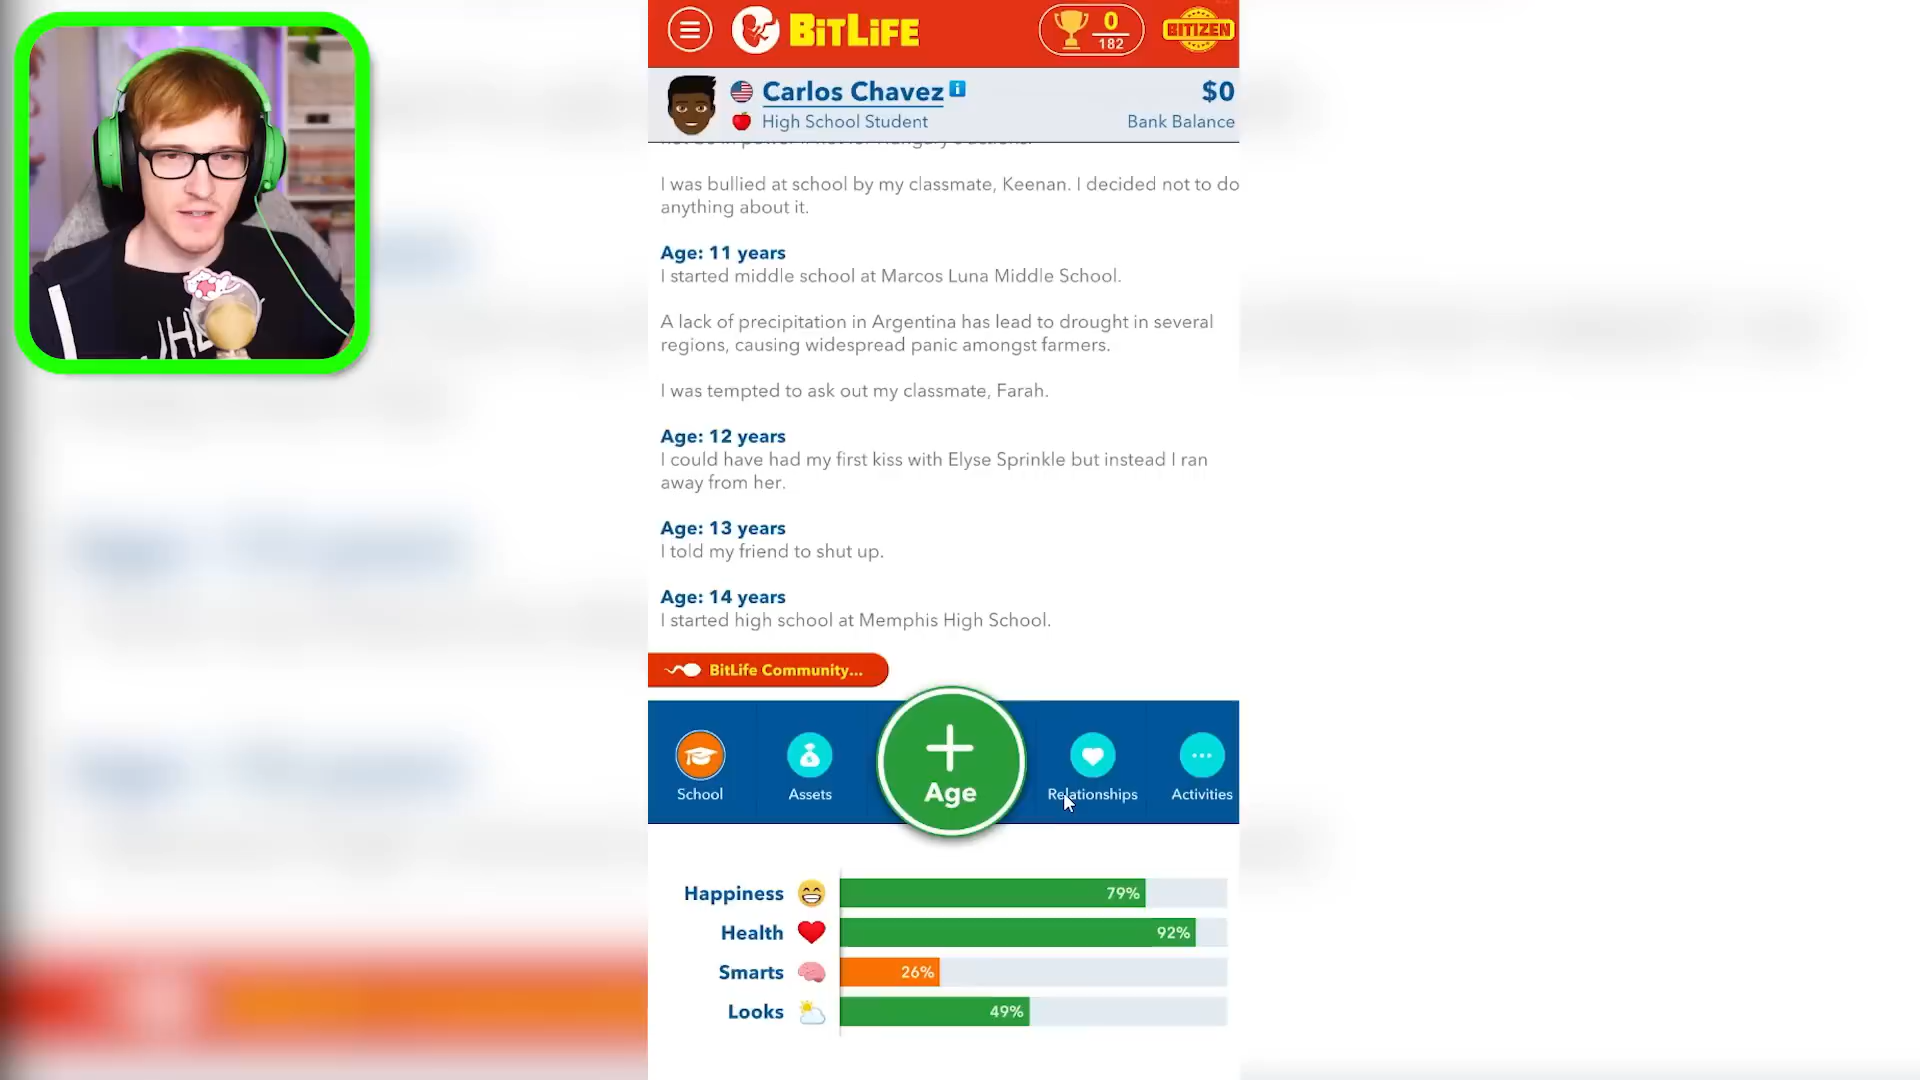 BITLIFE
0
182
BITIZEN
Carlos Chavez
$0
High School Student
Bank Balance
I was bullied at school by my classmate, Keenan. I decided not to do
anything about it.
Age: 11 years
I started middle school at Marcos Luna Middle School.
A lack of precipitation in Argentina has lead to drought in several
regions, causing widespread panic amongst farmers.
I was tempted to ask out my classmate, Farah.
Age: 12 years
I could have had my first kiss with Elyse Sprinkle but instead I ran
away from her.
Age: 13 years
I told my friend to shut up.
Age: 14 years
I started high school at Memphis High School.
BitLife Community...
School
Assets
Age
Relationships
Activities
Happiness
79%
Health
92%
Smarts
26%
Looks
49%